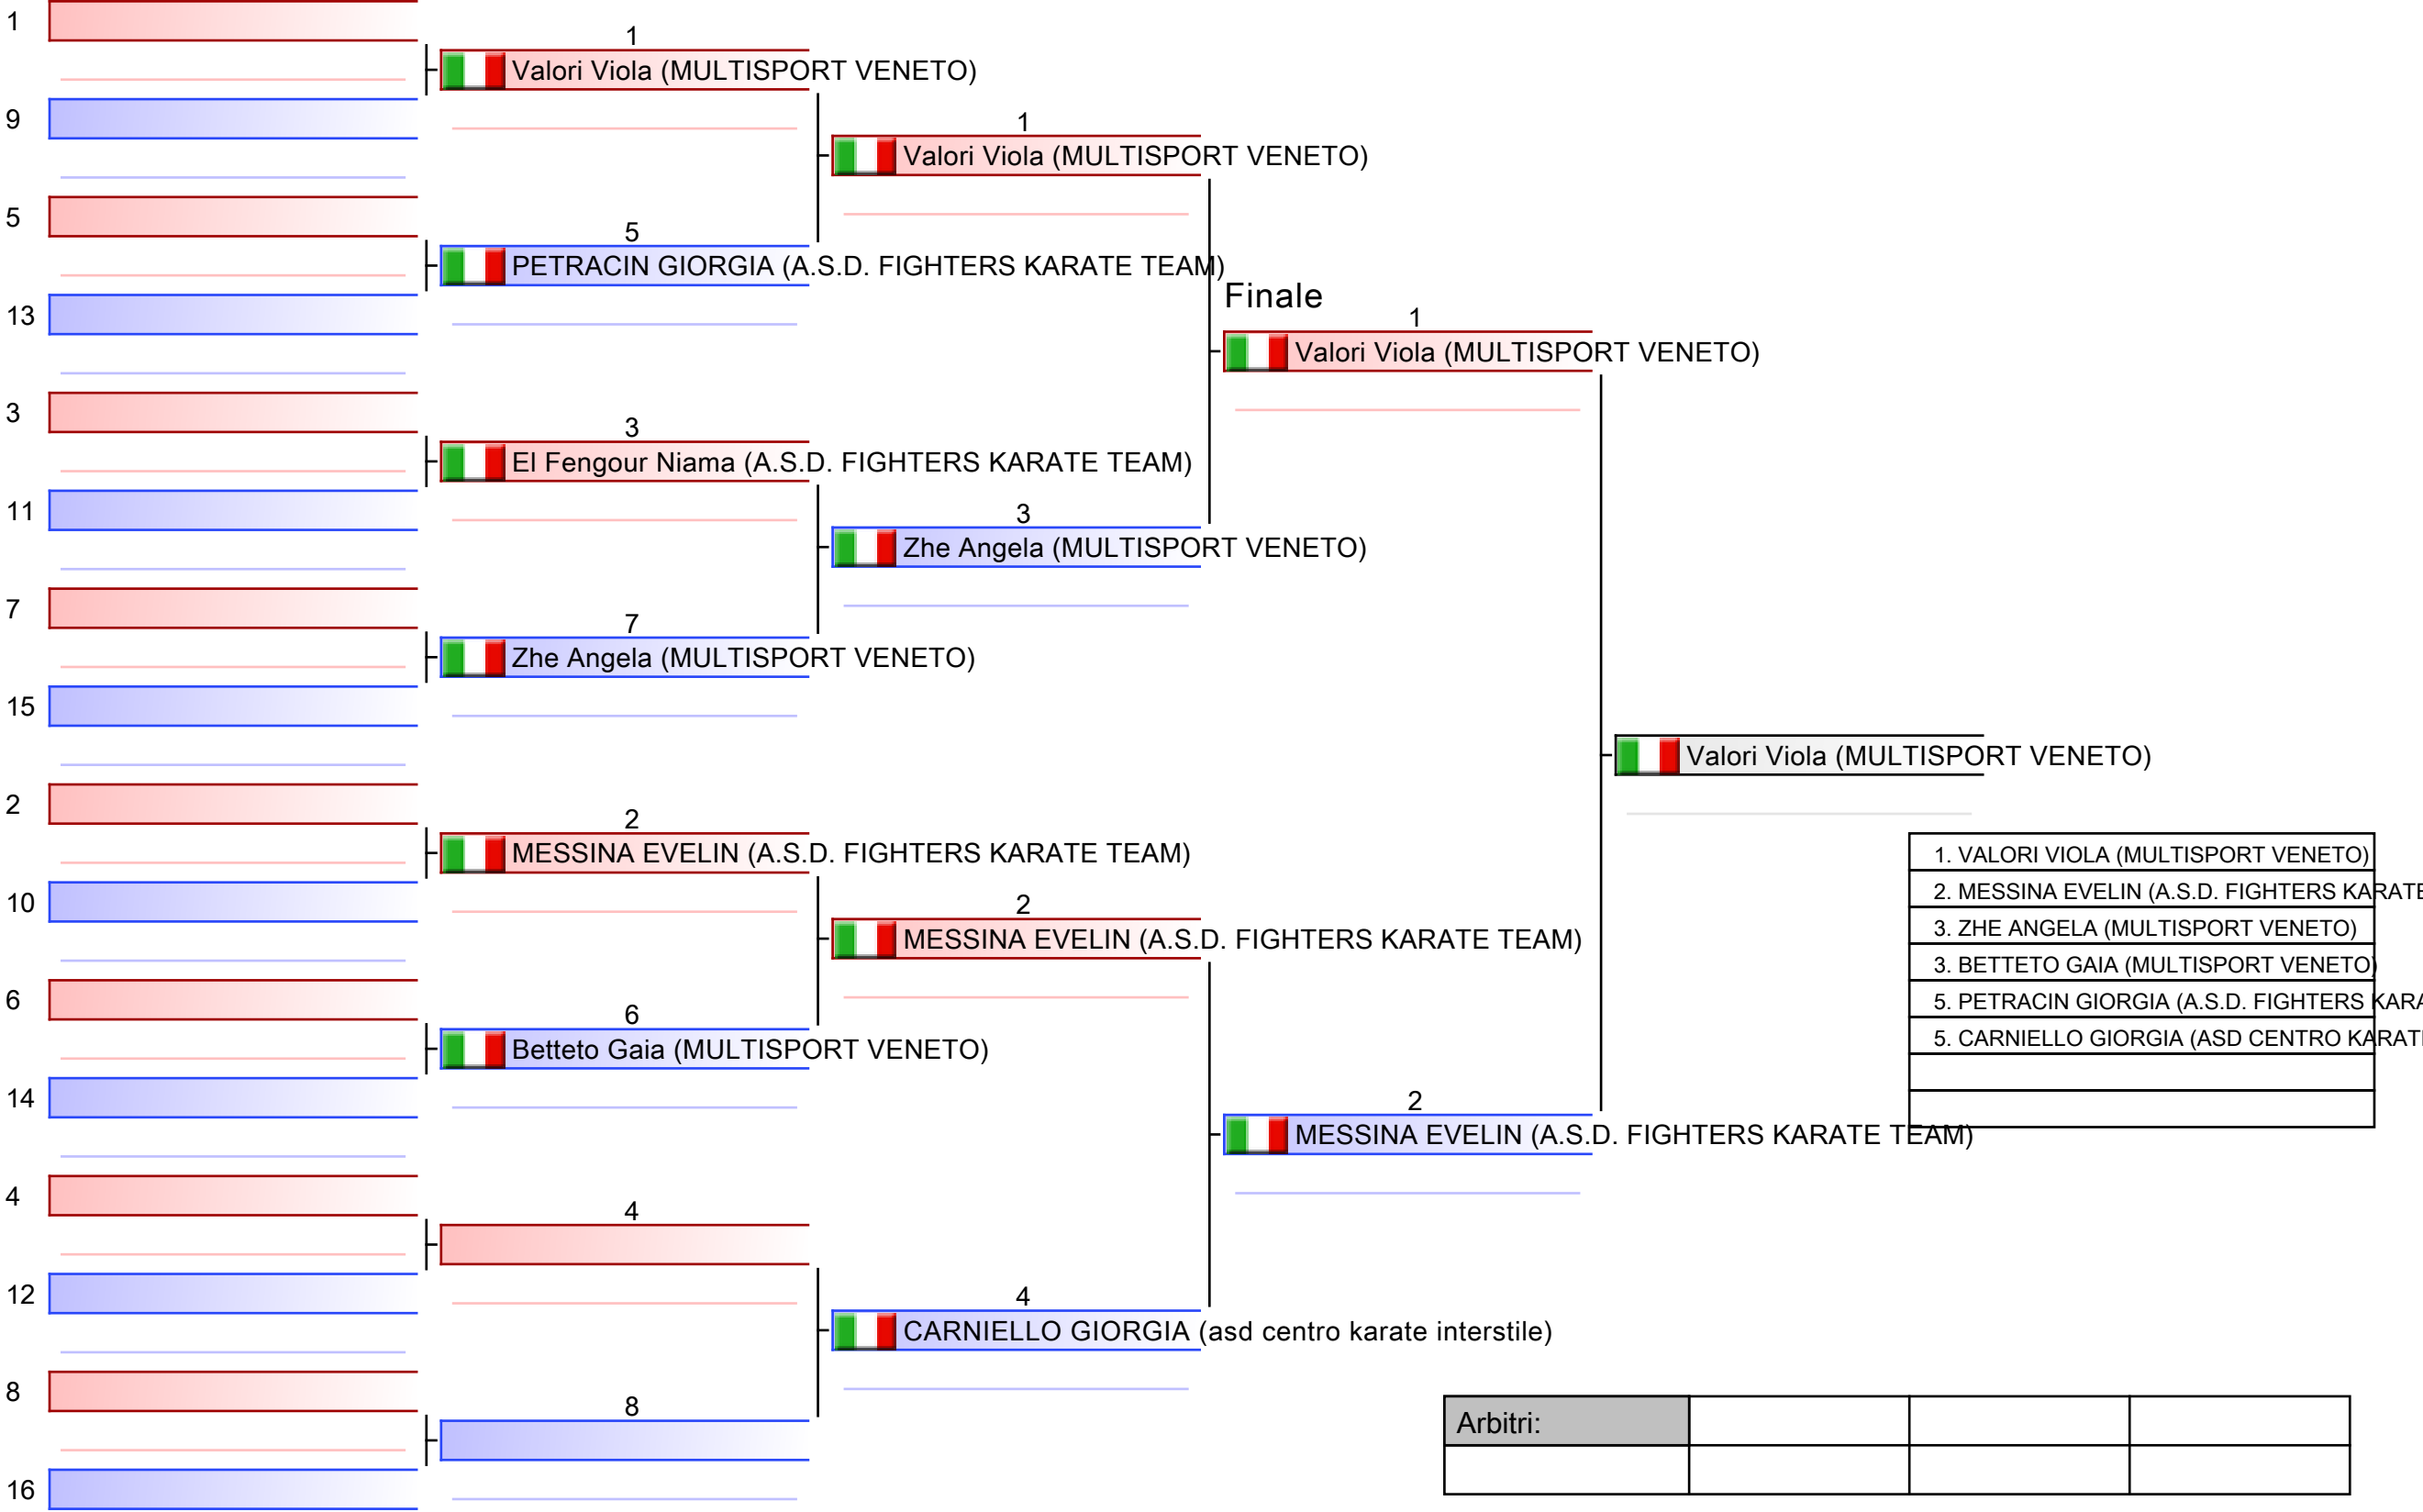 1
9
5
13
3
11
7
15
2
10
6
14
4
12
8
16
1
Valori Viola (MULTISPORT VENETO)
5
PETRACIN GIORGIA (A.S.D. FIGHTERS KARATE TEAM)
3
El Fengour Niama (A.S.D. FIGHTERS KARATE TEAM)
7
Zhe Angela (MULTISPORT VENETO)
2
MESSINA EVELIN (A.S.D. FIGHTERS KARATE TEAM)
6
Betteto Gaia (MULTISPORT VENETO)
4
8
1
Valori Viola (MULTISPORT VENETO)
3
Zhe Angela (MULTISPORT VENETO)
2
MESSINA EVELIN (A.S.D. FIGHTERS KARATE TEAM)
4
CARNIELLO GIORGIA (asd centro karate interstile)
Finale
1
Valori Viola (MULTISPORT VENETO)
2
MESSINA EVELIN (A.S.D. FIGHTERS KARATE TEAM)
Valori Viola (MULTISPORT VENETO)
1. VALORI VIOLA (MULTISPORT VENETO)
2. MESSINA EVELIN (A.S.D. FIGHTERS KARATE
3. ZHE ANGELA (MULTISPORT VENETO)
3. BETTETO GAIA (MULTISPORT VENETO)
5. PETRACIN GIORGIA (A.S.D. FIGHTERS KARA
5. CARNIELLO GIORGIA (ASD CENTRO KARATE
Arbitri: